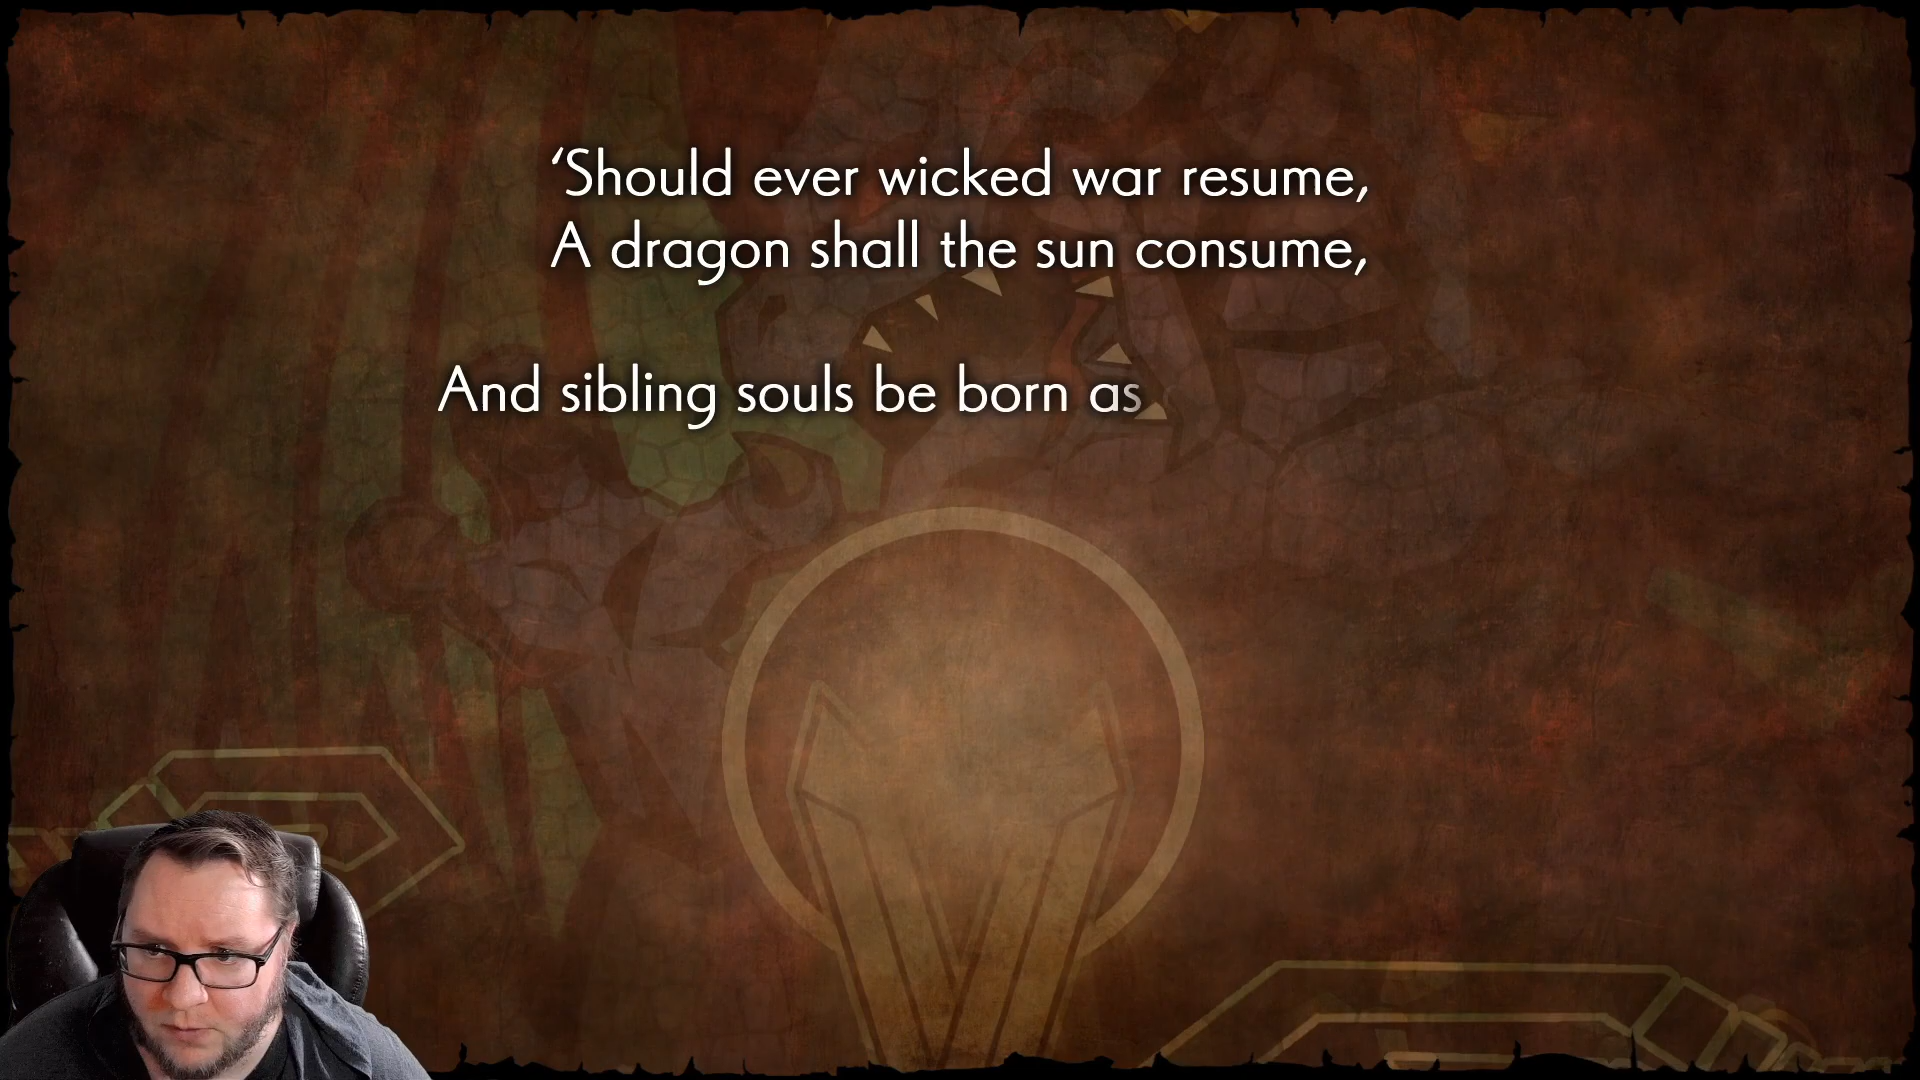 ‘Should ever wicked war resume,
A dragon shall the sun consume,
And sibling souls be born as